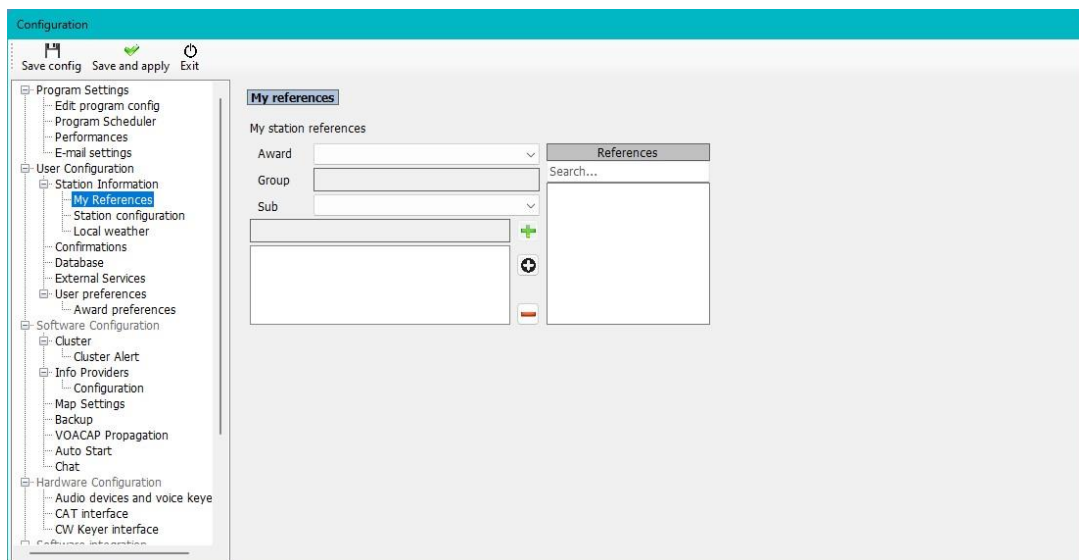 Configuration
Save config Save and apply Exit
Program Settings
Edit program config
Program Scheduler
Performances
E-mail settings
User Configuration
Station Information
My References
Station configuration
Local weather
Confirmations
Database
External Services
User preferences
Award preferences
Software Configuration
Cluster
Cluster Alert
Info Providers
Configuration
Map Settings
Backup
VOACAP Propagation
Auto Start
Chat
Hardware Configuration
Audio devices and voice keye
CAT interface
CW Keyer interface
Software integration
My references
My station references
Award
Group
Sub
References
Search...